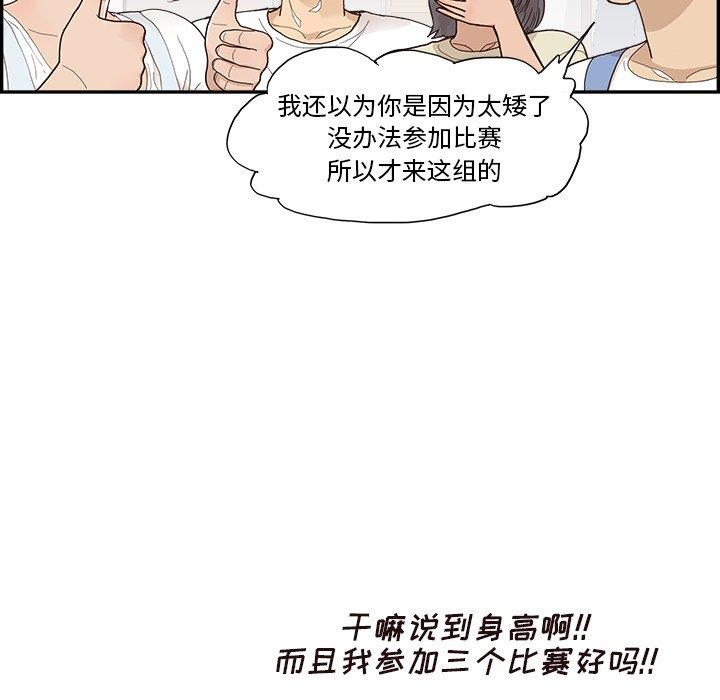 我还以为你是因为太矮了
没办法参加比赛
所以才来这组的
干嘛说到身高啊!!
而且我参加三个比赛好吗!!